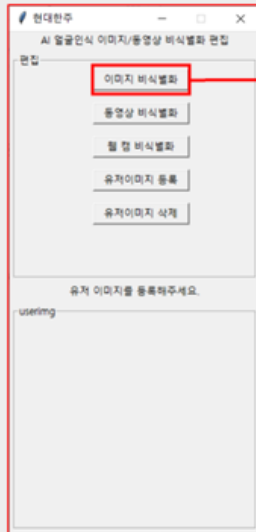 현대한주
AI 얼굴인식 이미지/동영상 비식별화 편집
편집
이미지 비식별화
동영상 비식별화
웹 캠 비식별화
유저이미지 등록
유저이미지 삭제
유저 이미지를 등록해주세요.
userimg